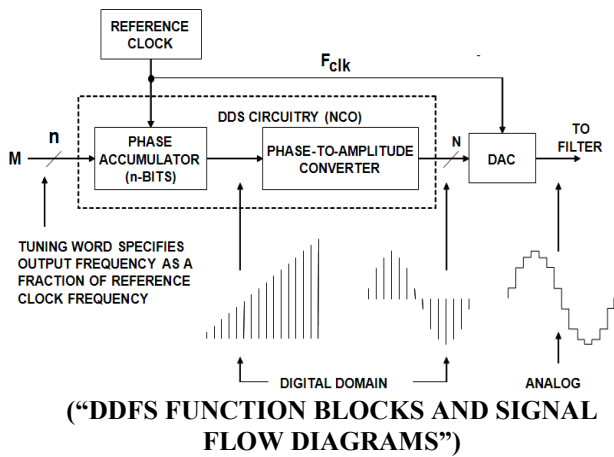 REFERENCE
CLOCK
Fclk
DDS CIRCUITRY (NCO)
M
n
PHASE
ACCUMULATOR
(n-BITS)
PHASE-TO-AMPLITUDE
CONVERTER
N
DAC
TO
FILTER
TUNING WORD SPECIFIES
OUTPUT FREQUENCY AS A
FRACTION OF REFERENCE
CLOCK FREQUENCY
DIGITAL DOMAIN
ANALOG
(“DDFS FUNCTION BLOCKS AND SIGNAL
FLOW DIAGRAMS”)